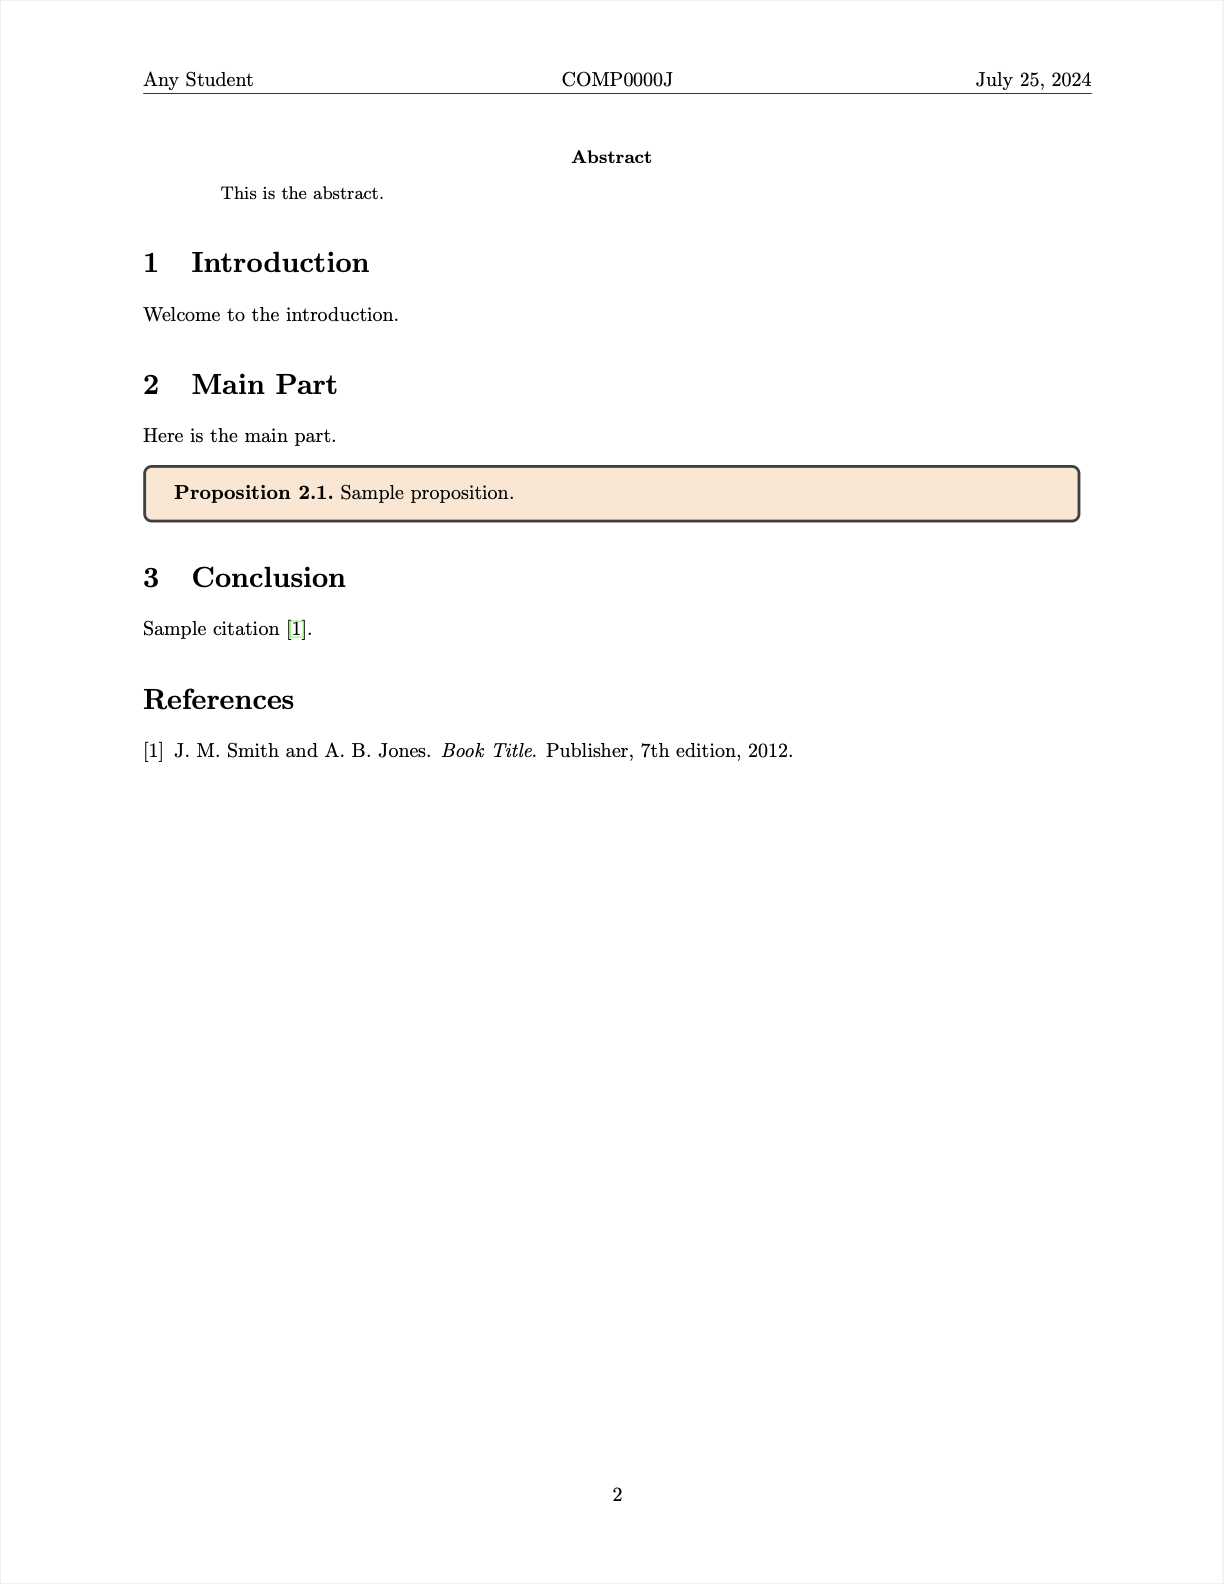 Any Student COMP0000J July 25, 2024
Abstract
This is the abstract.
1 Introduction
Welcome to the introduction.
2 Main Part
Here is the main part.
Proposition 2.1. Sample proposition.
3 Conclusion
Sample citation [1].
References
[1] J. M. Smith and A. B. Jones. Book Title. Publisher, 7th edition, 2012.
2